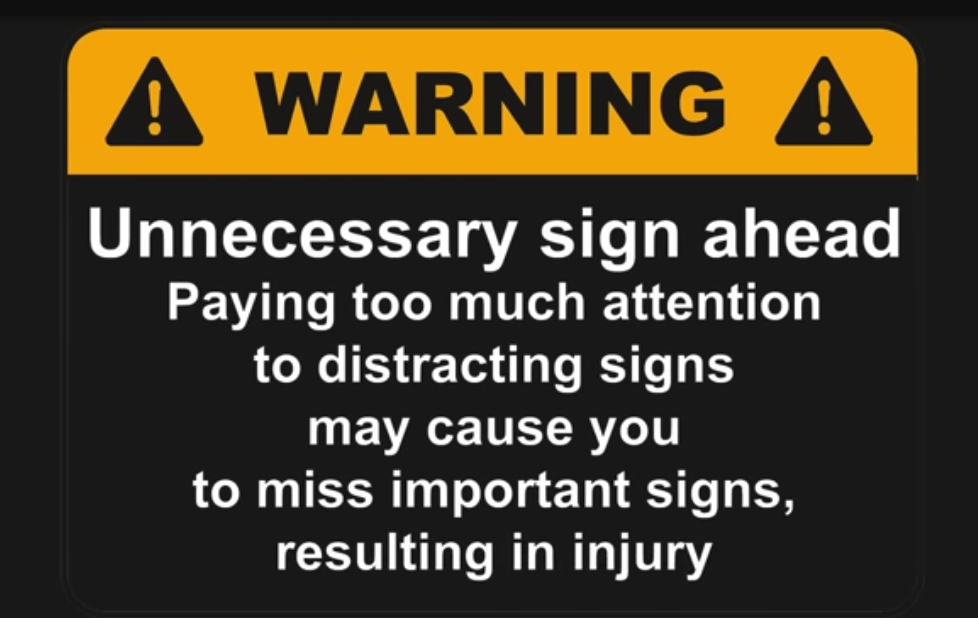 WARNING
Unnecessary sign ahead
Paying too much attention
to distracting signs
may cause you
to miss important signs,
resulting in injury